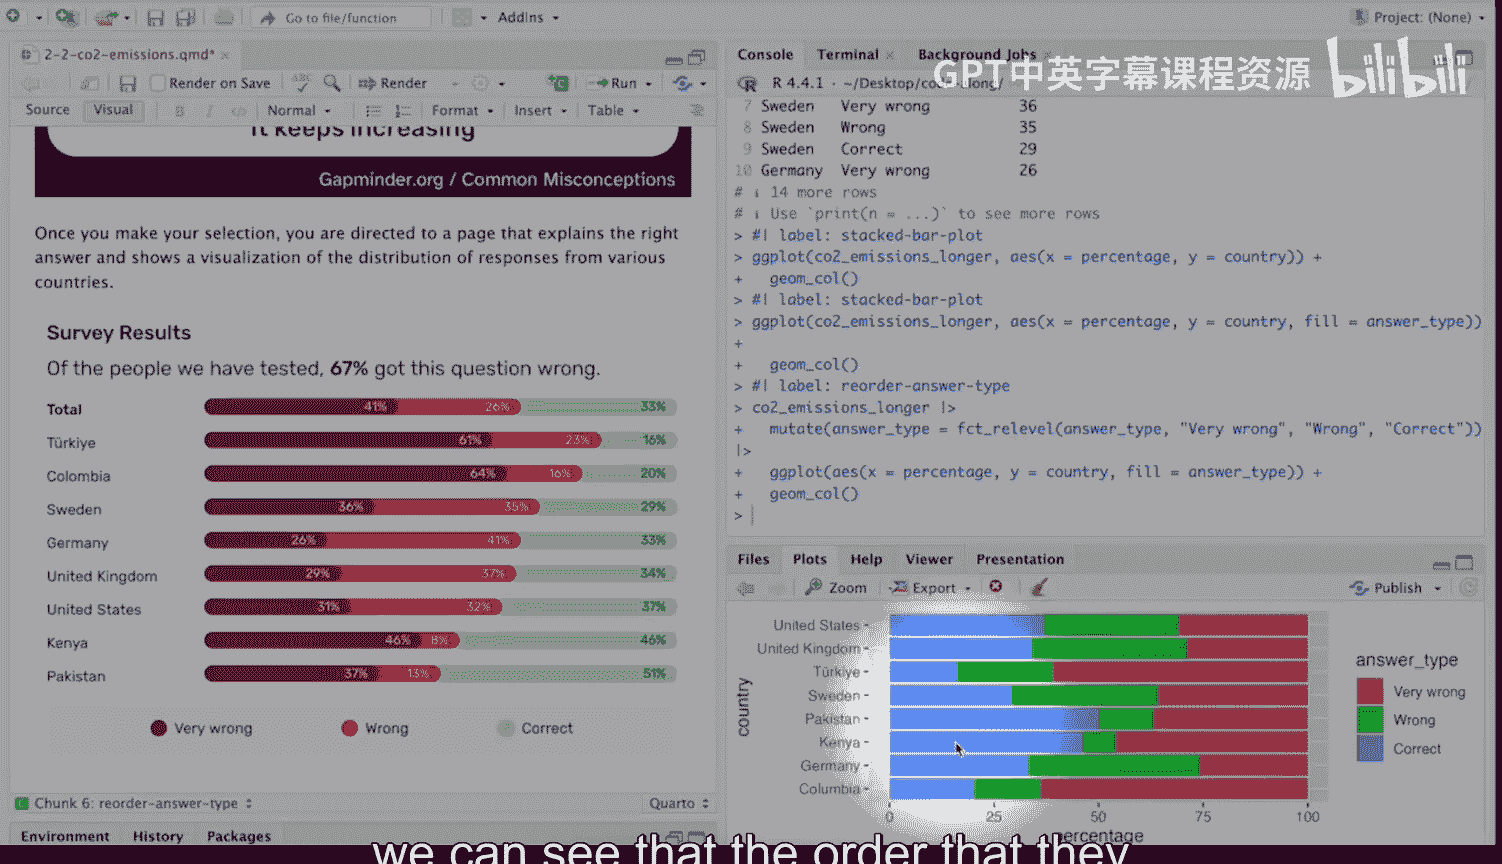 Go to file/function
Addins
Project: (None)
2-2-co2-emissions.qmd*
Render on Save
ABC
Render
Run
Source
Visual
B
I
Normal
Format
Insert
Table
It keeps increasing
Gapminder.org / Common Misconceptions
Once you make your selection, you are directed to a page that explains the right
answer and shows a visualization of the distribution of responses from various
countries.
Survey Results
Of the people we have tested, 67% got this question wrong.
Total 41% 26% 33%
Türkiye 61% 23% 16%
Colombia 64% 16% 20%
Sweden 36% 35% 29%
Germany 26% 41% 33%
United Kingdom 29% 37% 34%
United States 31% 32% 37%
Kenya 46% 8% 46%
Pakistan 37% 13% 51%
Very wrong Wrong Correct
Chunk 6: reorder-answer-type
Quarto
Environment History Packages
Console Terminal Background Jobs
GPT中英字幕课程资源 bilibili
R 4.4.1 · ~/Desktop/code-along/
7 Sweden Very wrong 36
8 Sweden Wrong 35
9 Sweden Correct 29
10 Germany Very wrong 26
# ℹ 14 more rows
# ℹ Use `print(n = ...)` to see more rows
> #| label: stacked-bar-plot
> ggplot(co2_emissions_longer, aes(x = percentage, y = country)) +
+ geom_col()
> #| label: stacked-bar-plot
> ggplot(co2_emissions_longer, aes(x = percentage, y = country, fill = answer_type))
+
+ geom_col()
> #| label: reorder-answer-type
> co2_emissions_longer |>
+ mutate(answer_type = fct_relevel(answer_type, "Very wrong", "Wrong", "Correct"))
|>
+ ggplot(aes(x = percentage, y = country, fill = answer_type)) +
+ geom_col()
>
Files Plots Help Viewer Presentation
Zoom Export Publish
United States
United Kingdom
Türkiye
Sweden
Pakistan
Kenya
Germany
Columbia
country
0 25 50 75 100
percentage
answer_type
Very wrong
Wrong
Correct
we can see that the order that they